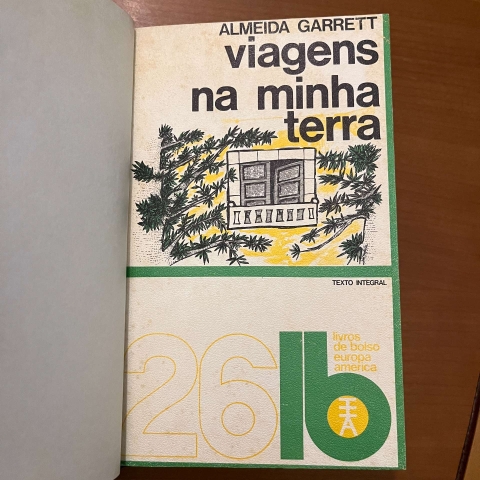 ALMEIDA GARRETT
viagens
na minha
terra
TEXTO INTEGRAL
26
lb
livros
de bolso
europa
américa